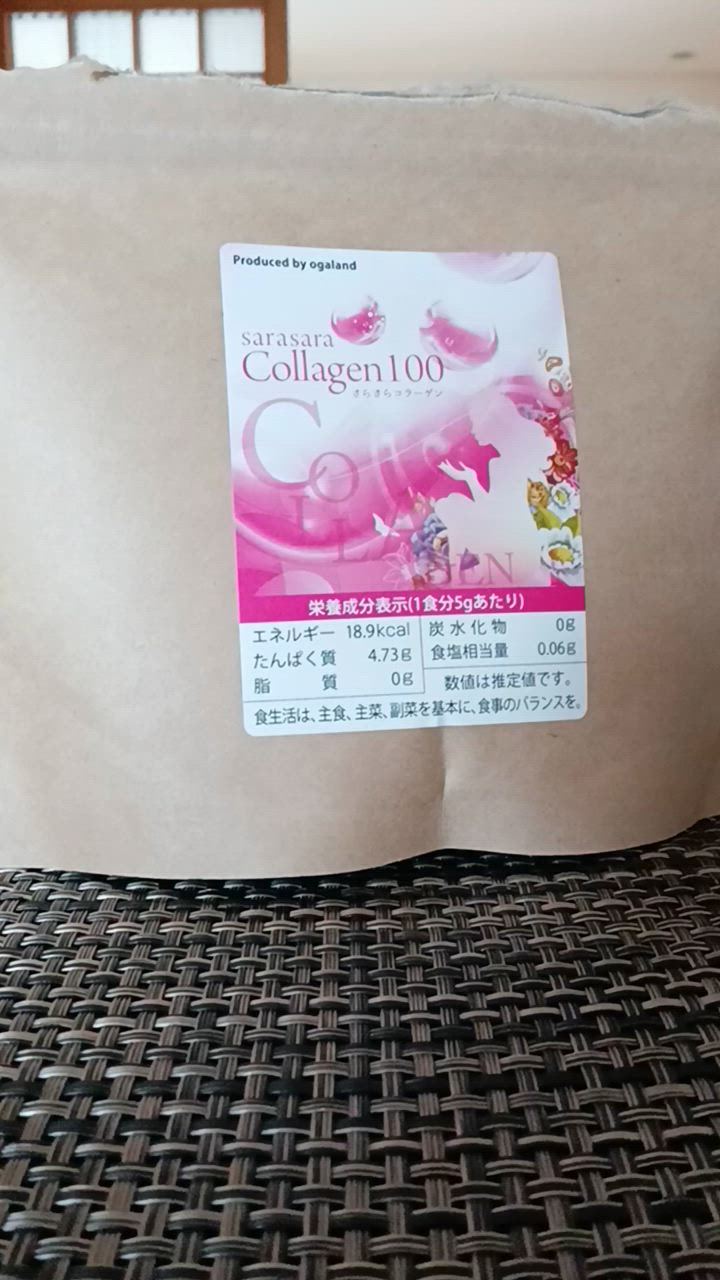 Produced by ogaland
sarasara
Collagen100
さらさらコラーゲン
COLLAGEN
栄養成分表示(1食分5gあたり)
エネルギー 18.9kcal
たんぱく質 4.73g
脂質 0g
炭水化物 0g
食塩相当量 0.06g
数値は推定値です。
食生活は、主食、主菜、副菜を基本に、食事のバランスを。